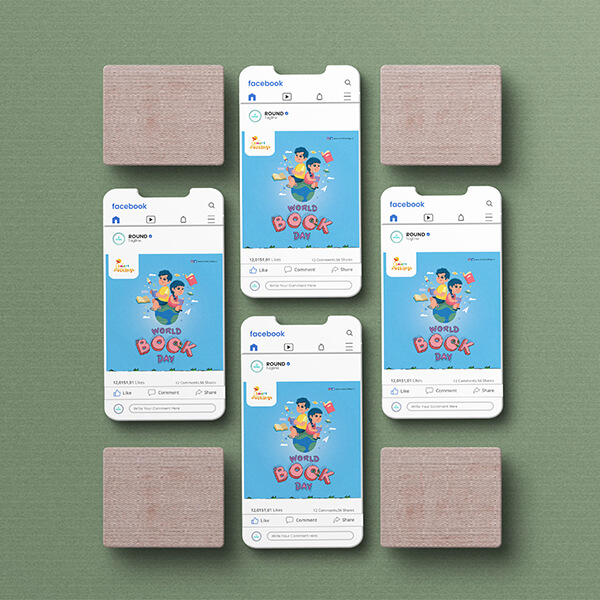 facebook
ROUND
Tagline
WORLD
BOOK
DAY
12,0151,01 Likes
12 Comments,56 Shares
Like
Comment
Share
Write Your Comment Here
facebook
ROUND
Tagline
WORLD
BOOK
DAY
12,0151,01 Likes
12 Comments,56 Shares
Like
Comment
Share
Write Your Comment Here
facebook
ROUND
Tagline
WORLD
BOOK
DAY
12,0151,01 Likes
12 Comments,56 Shares
Like
Comment
Share
Write Your Comment Here
facebook
ROUND
Tagline
WORLD
BOOK
DAY
12,0151,01 Likes
12 Comments,56 Shares
Like
Comment
Share
Write Your Comment Here